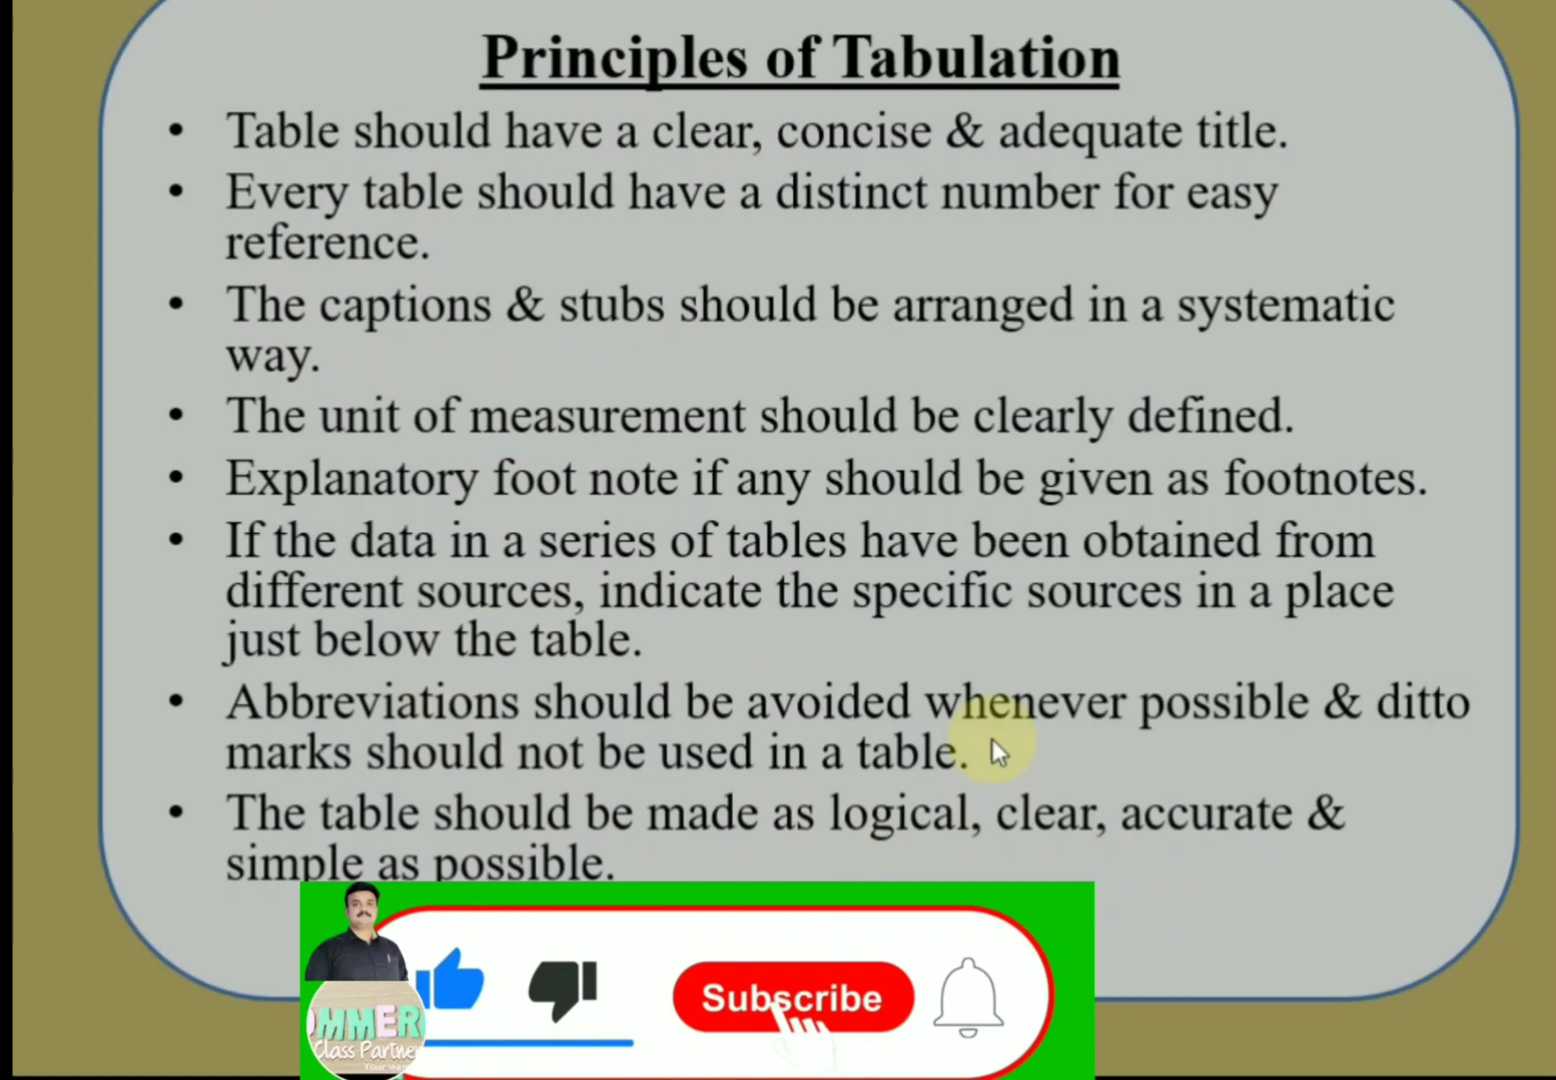 Principles of Tabulation
• Table should have a clear, concise & adequate title.
• Every table should have a distinct number for easy
reference.
• The captions & stubs should be arranged in a systematic
way.
• The unit of measurement should be clearly defined.
• Explanatory foot note if any should be given as footnotes.
• If the data in a series of tables have been obtained from
different sources, indicate the specific sources in a place
just below the table.
• Abbreviations should be avoided whenever possible & ditto
marks should not be used in a table.
• The table should be made as logical, clear, accurate &
simple as possible.
Subscribe
OMMER
Class Partner